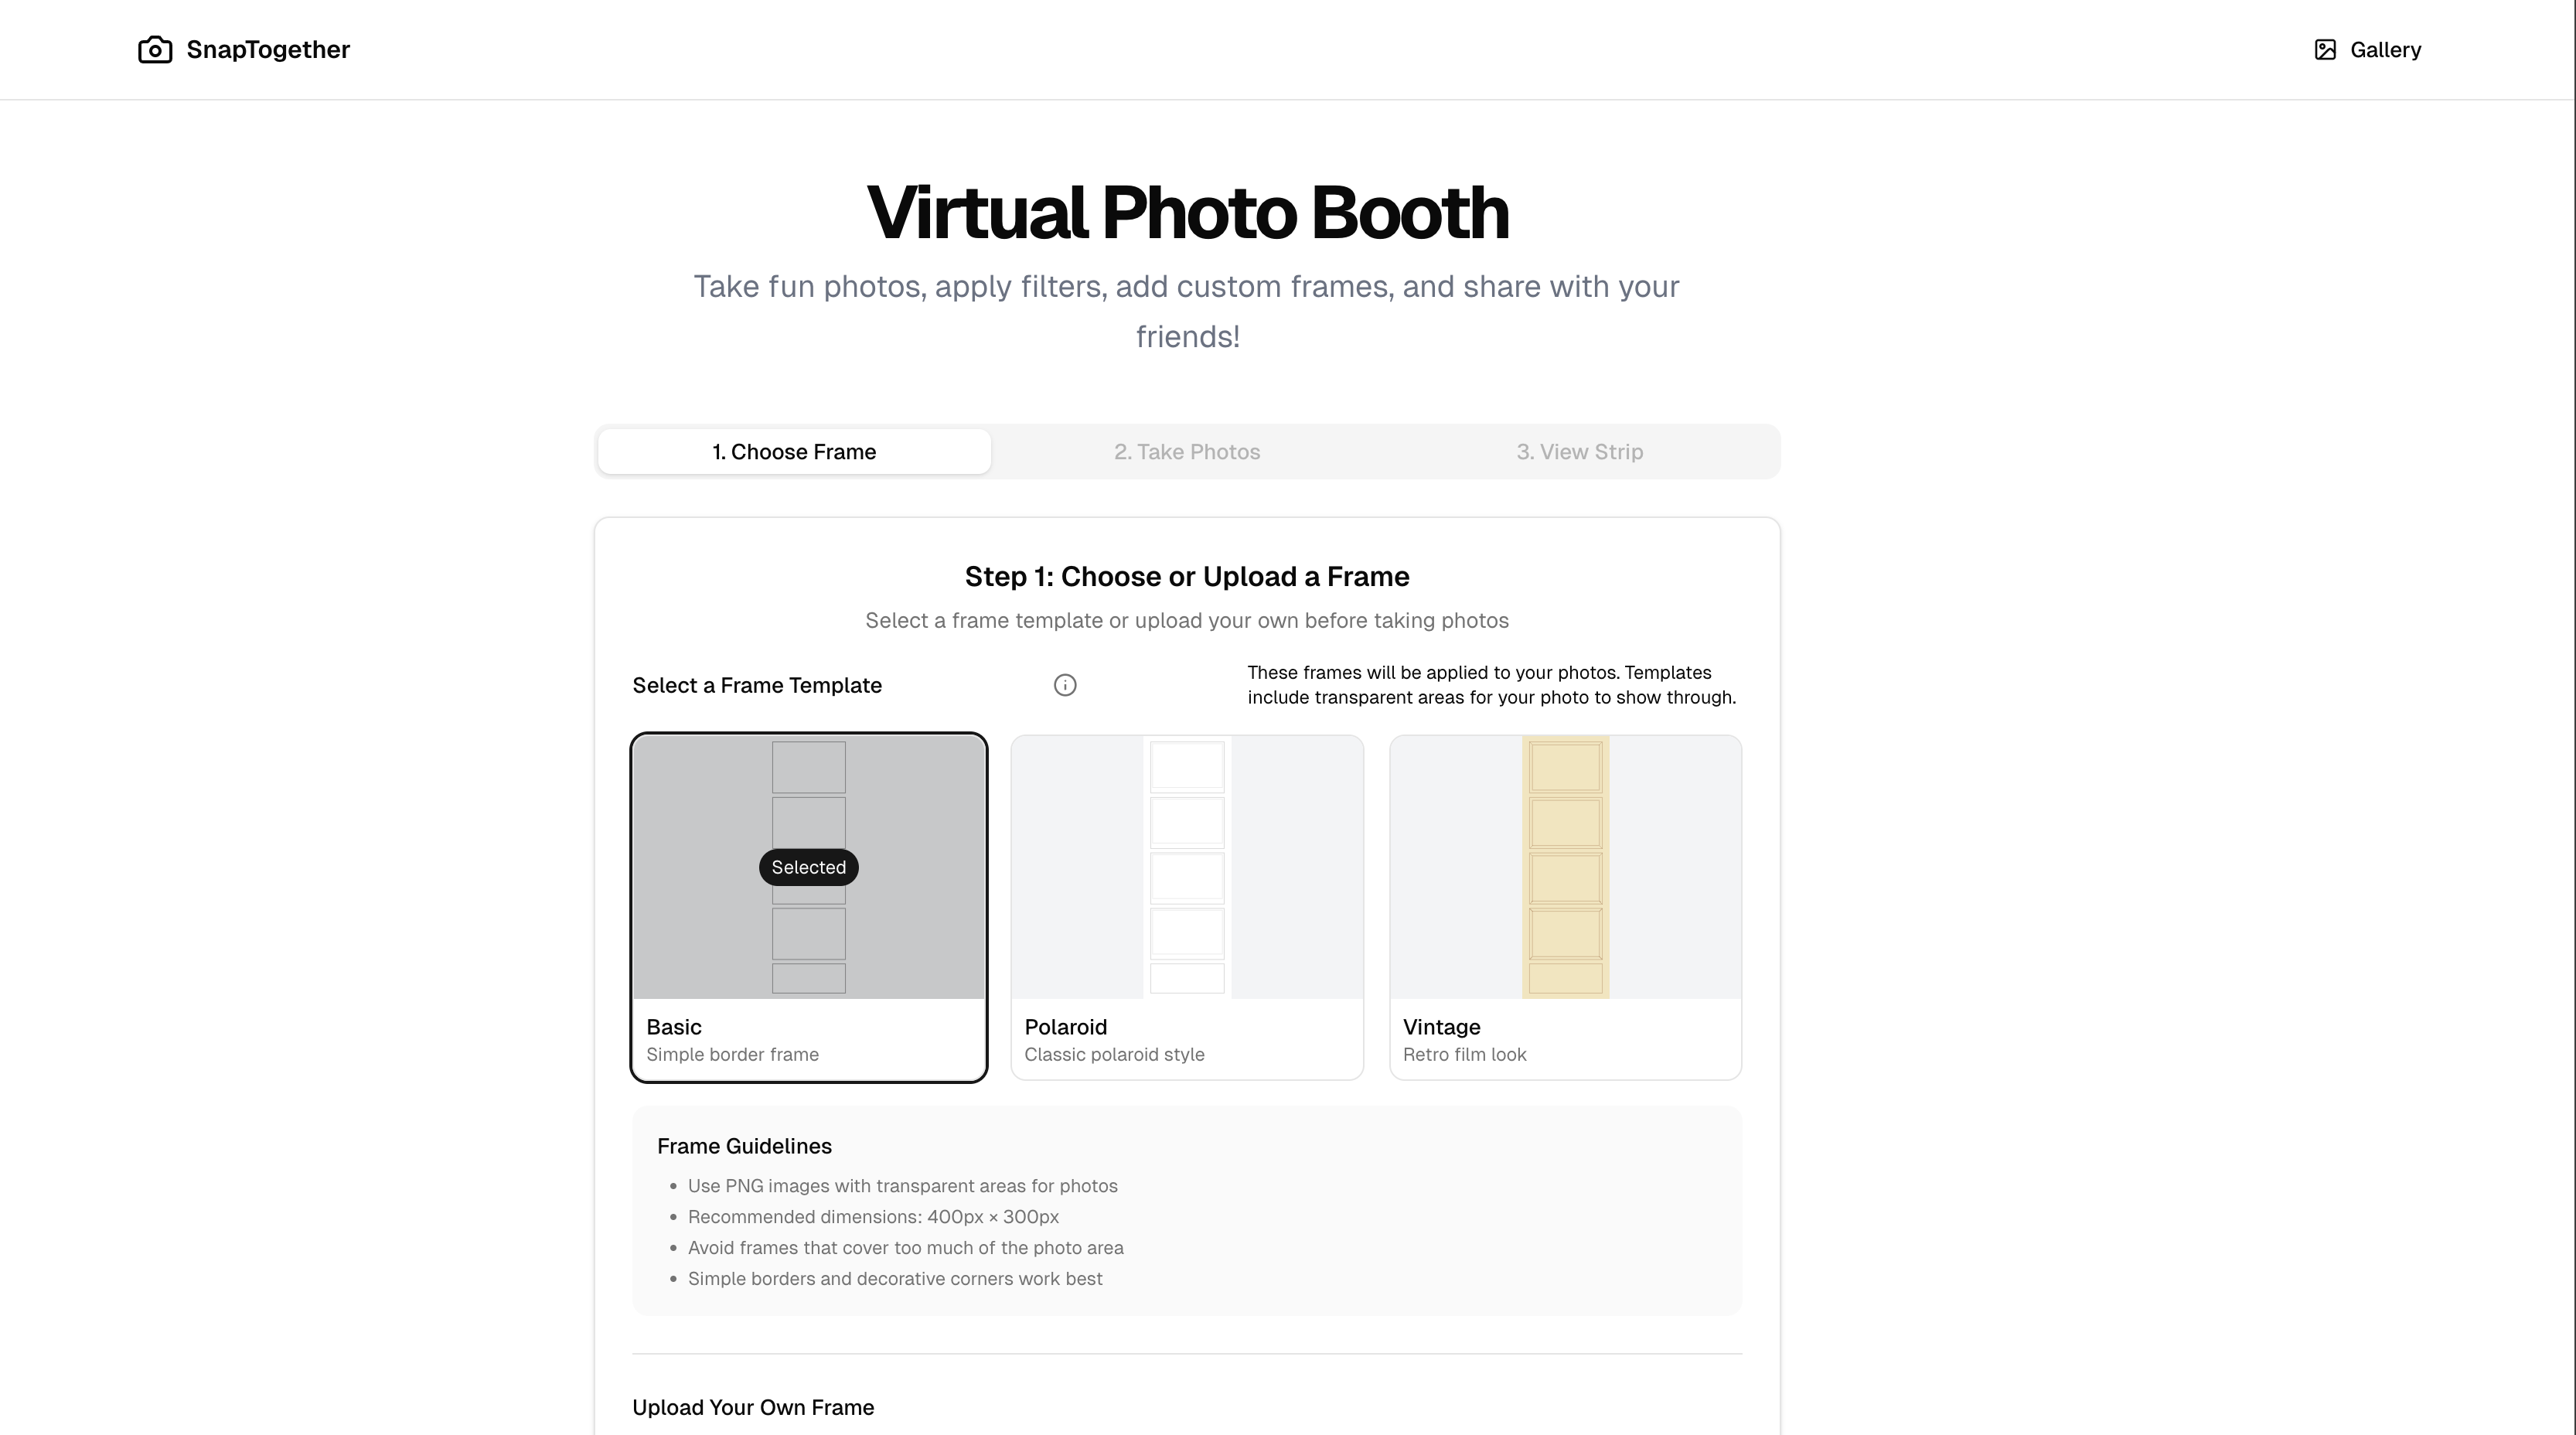 SnapTogether
Gallery
Virtual Photo Booth
Take fun photos, apply filters, add custom frames, and share with your
friends!
1. Choose Frame
2. Take Photos
3. View Strip
Step 1: Choose or Upload a Frame
Select a frame template or upload your own before taking photos
Select a Frame Template
These frames will be applied to your photos. Templates
include transparent areas for your photo to show through.
Selected
Basic
Simple border frame
Polaroid
Classic polaroid style
Vintage
Retro film look
Frame Guidelines
• Use PNG images with transparent areas for photos
• Recommended dimensions: 400px × 300px
• Avoid frames that cover too much of the photo area
• Simple borders and decorative corners work best
Upload Your Own Frame